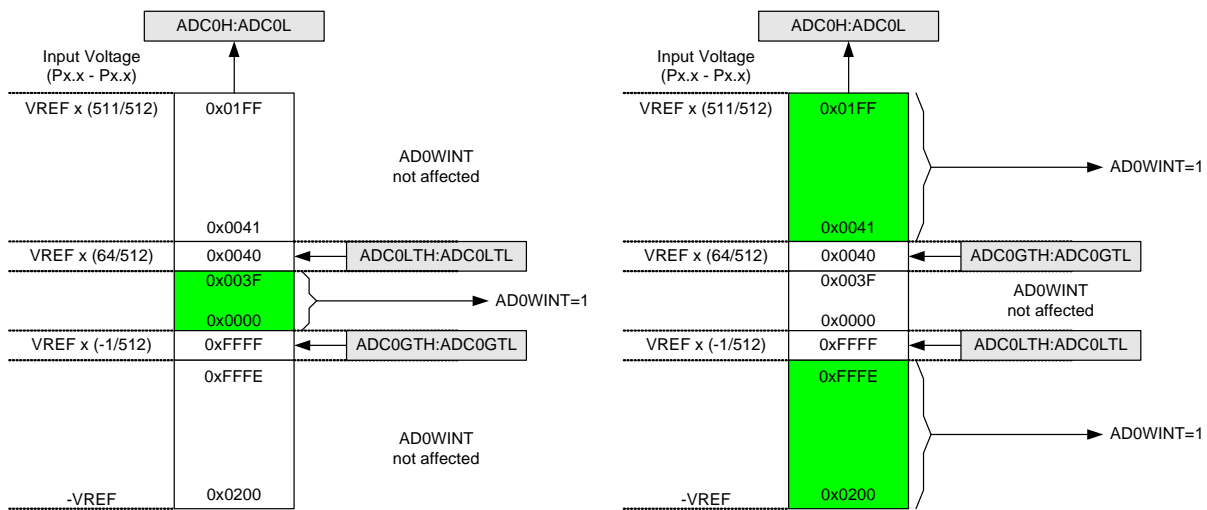 ADC0H:ADC0L
Input Voltage
(Px.x - Px.x)
VREF x (511/512)
0x01FF
AD0WINT
not affected
0x0041
VREF x (64/512)
0x0040
ADC0LTH:ADC0LTL
0x003F
AD0WINT=1
0x0000
VREF x (-1/512)
0xFFFF
ADC0GTH:ADC0GTL
0xFFFE
AD0WINT
not affected
-VREF
0x0200
ADC0H:ADC0L
Input Voltage
(Px.x - Px.x)
VREF x (511/512)
0x01FF
AD0WINT=1
0x0041
VREF x (64/512)
0x0040
ADC0GTH:ADC0GTL
0x003F
AD0WINT
not affected
0x0000
VREF x (-1/512)
0xFFFF
ADC0LTH:ADC0LTL
0xFFFE
AD0WINT=1
-VREF
0x0200